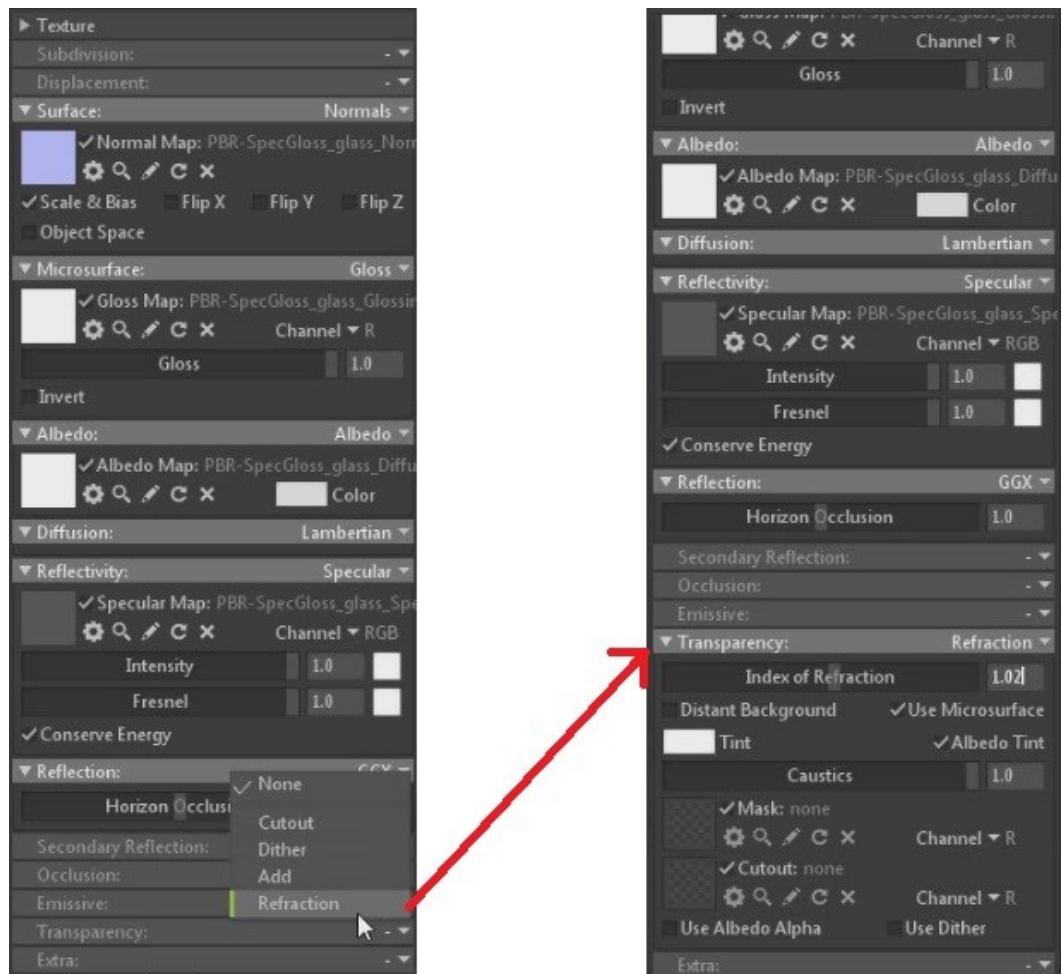 Texture
Subdivision: -
Displacement: -
Surface: Normals
Normal Map: PBR-SpecGloss_glass_Norm
Scale & Bias Flip X Flip Y Flip Z
Object Space
Microsurface: Gloss
Gloss Map: PBR-SpecGloss_glass_Glossin
Channel R
Gloss 1.0
Invert
Albedo: Albedo
Albedo Map: PBR-SpecGloss_glass_Diffu
Color
Diffusion: Lambertian
Reflectivity: Specular
Specular Map: PBR-SpecGloss_glass_Spe
Channel RGB
Intensity 1.0
Fresnel 1.0
Conserve Energy
Reflection: GGX
Horizon Occlusi
Secondary Reflection:
Occlusion:
Emissive:
Transparency: -
Extra: -
None
Cutout
Dither
Add
Refraction
Gloss Map: PBR-SpecGloss_glass_Glossin
Channel R
Gloss 1.0
Invert
Albedo: Albedo
Albedo Map: PBR-SpecGloss_glass_Diffu
Color
Diffusion: Lambertian
Reflectivity: Specular
Specular Map: PBR-SpecGloss_glass_Spe
Channel RGB
Intensity 1.0
Fresnel 1.0
Conserve Energy
Reflection: GGX
Horizon Occlusion 1.0
Secondary Reflection: -
Occlusion: -
Emissive: -
Transparency: Refraction
Index of Refraction 1.02
Distant Background Use Microsurface
Tint Albedo Tint
Caustics 1.0
Mask: none
Channel R
Cutout: none
Channel R
Use Albedo Alpha Use Dither
Extra: -